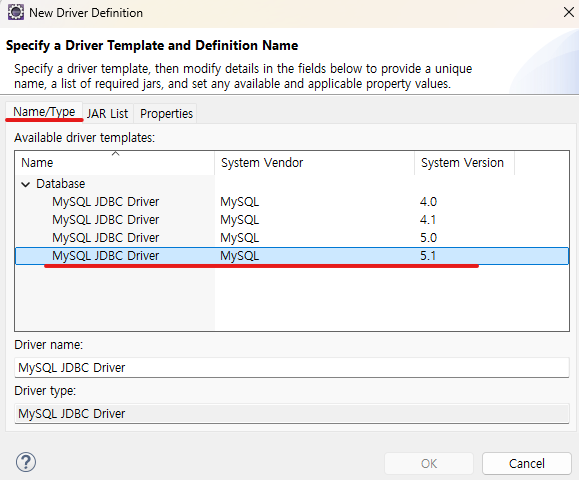 New Driver Definition
Specify a Driver Template and Definition Name
Specify a driver template, then modify details in the fields below to provide a unique
name, a list of required jars, and set any available and applicable property values.
Name/Type JAR List Properties
Available driver templates:
Name System Vendor System Version
Database
MySQL JDBC Driver MySQL 4.0
MySQL JDBC Driver MySQL 4.1
MySQL JDBC Driver MySQL 5.0
MySQL JDBC Driver MySQL 5.1
Driver name:
MySQL JDBC Driver
Driver type:
MySQL JDBC Driver
? OK Cancel